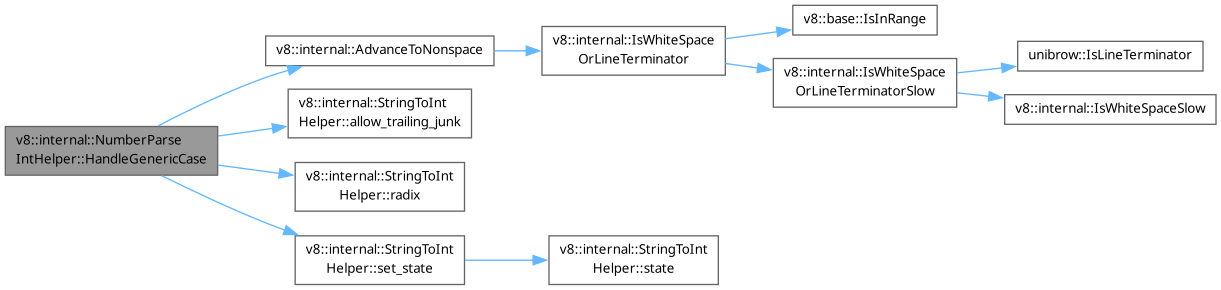 v8::internal::NumberParse
IntHelper::HandleGenericCase
v8::internal::AdvanceToNonspace
v8::internal::IsWhiteSpace
OrLineTerminator
v8::base::IsInRange
v8::internal::IsWhiteSpace
OrLineTerminatorSlow
unibrow::IsLineTerminator
v8::internal::IsWhiteSpaceSlow
v8::internal::StringToInt
Helper::allow_trailing_junk
v8::internal::StringToInt
Helper::radix
v8::internal::StringToInt
Helper::set_state
v8::internal::StringToInt
Helper::state